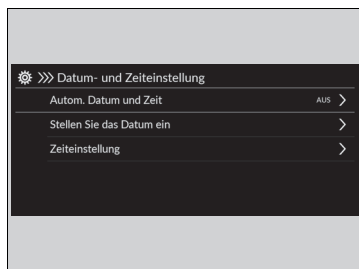 Datum- und Zeiteinstellung
Autom. Datum und Zeit AUS
Stellen Sie das Datum ein
Zeiteinstellung